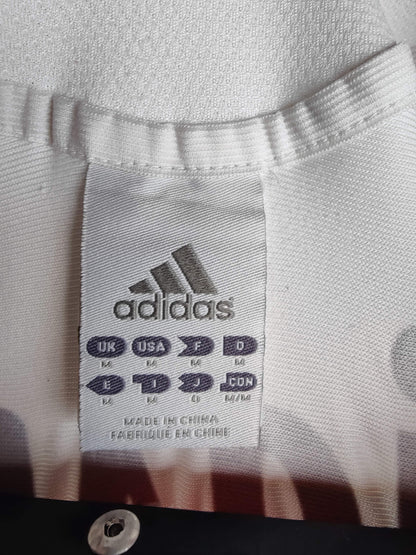 adidas
UK USA F D
M M M M
E I J CDN
M M O M/M
MADE IN CHINA
FABRIQUÉ EN CHINE